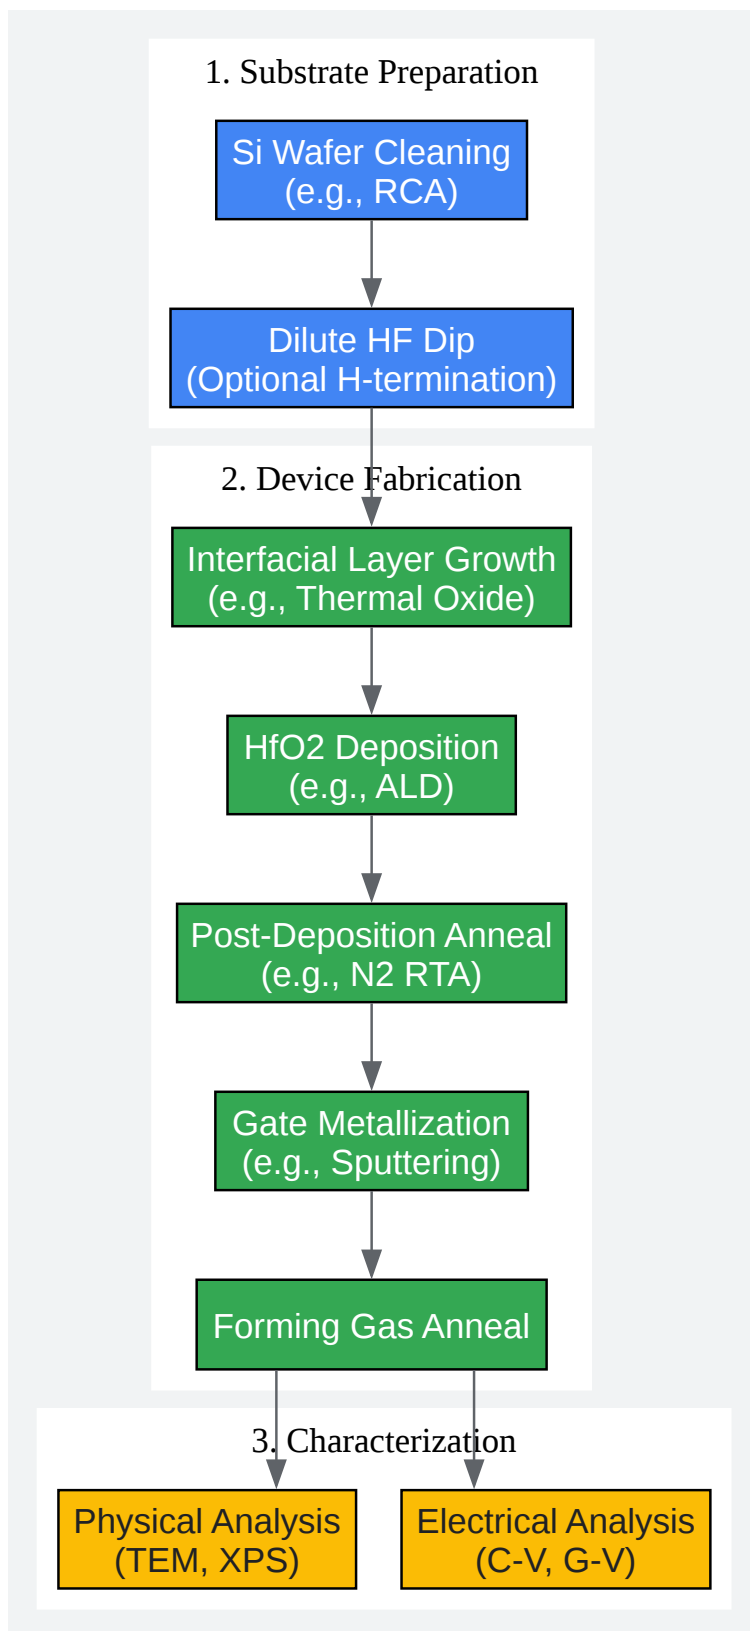 1. Substrate Preparation
Si Wafer Cleaning
(e.g., RCA)
Dilute HF Dip
(Optional H-termination)
2. Device Fabrication
Interfacial Layer Growth
(e.g., Thermal Oxide)
HfO2 Deposition
(e.g., ALD)
Post-Deposition Anneal
(e.g., N2 RTA)
Gate Metallization
(e.g., Sputtering)
Forming Gas Anneal
3. Characterization
Physical Analysis
(TEM, XPS)
Electrical Analysis
(C-V, G-V)